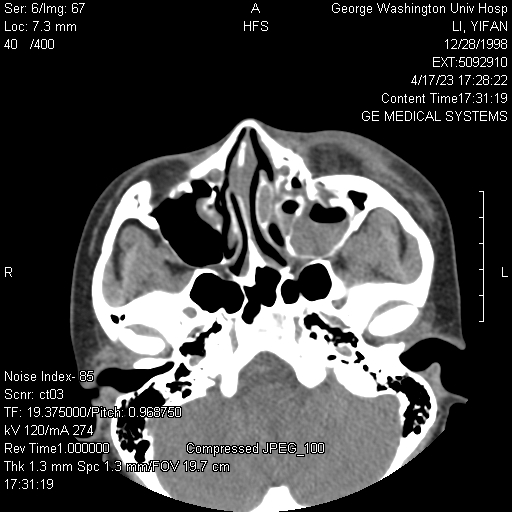 Ser: 6/Img: 67
Loc: 7.3 mm
40 /400
A
HFS
George Washington Univ Hosp
LI, YIFAN
12/28/1998
EXT:5092910
4/17/23 17:28:22
Content Time17:31:19
GE MEDICAL SYSTEMS
R
L
Noise Index- 85
Scnr: ct03
TF: 19.375000/Pitch: 0.968750
kV 120/mA 274
Rev Time1.000000
Compressed JPEG_100
Thk 1.3 mm Spc 1.3 mm/FOV 19.7 cm
17:31:19